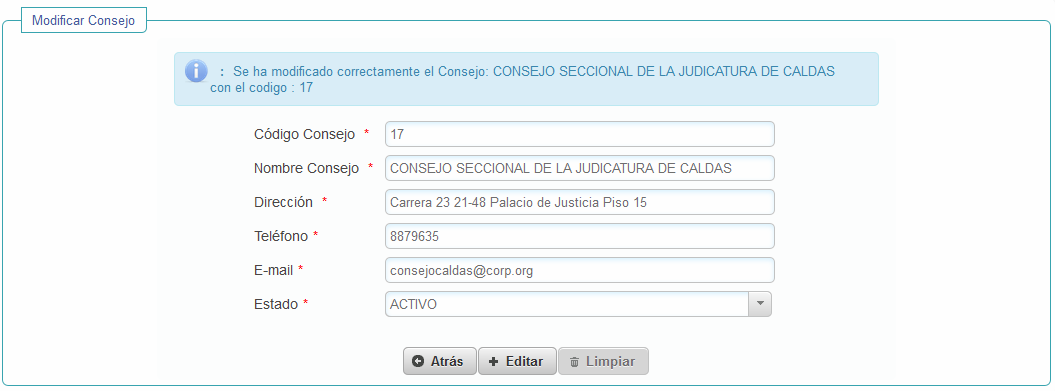 Modificar Consejo
: Se ha modificado correctamente el Consejo: CONSEJO SECCIONAL DE LA JUDICATURA DE CALDAS
con el codigo : 17
Código Consejo * 17
Nombre Consejo * CONSEJO SECCIONAL DE LA JUDICATURA DE CALDAS
Dirección * Carrera 23 21-48 Palacio de Justicia Piso 15
Teléfono * 8879635
E-mail * consejocaldas@corp.org
Estado * ACTIVO
Atrás Editar Limpiar